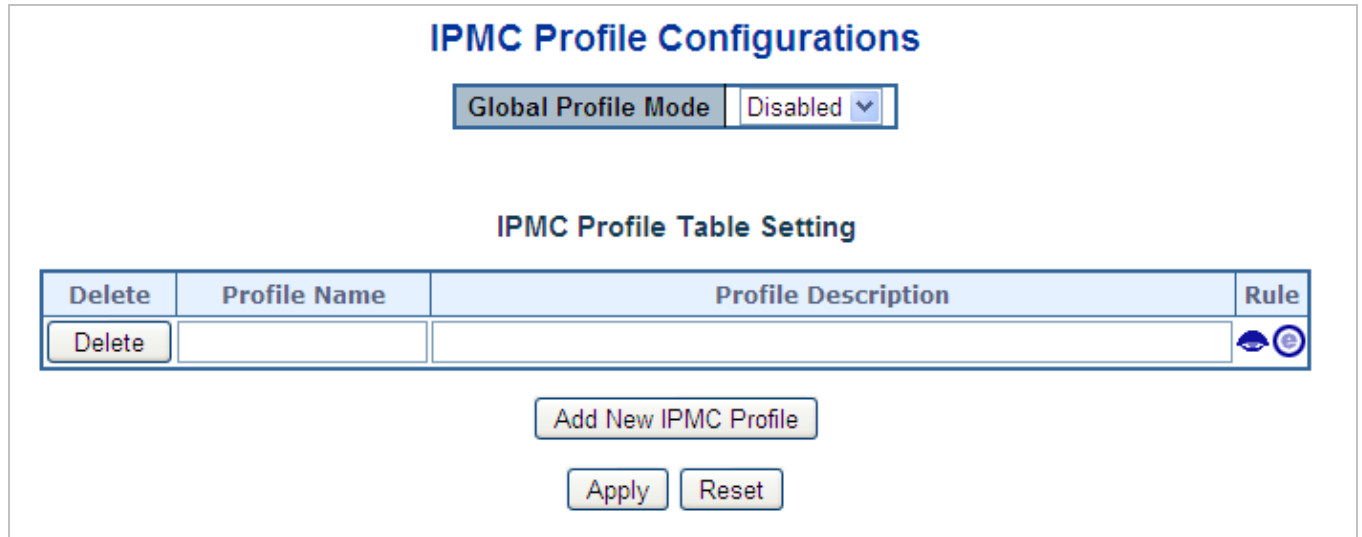 IPMC Profile Configurations
Global Profile Mode Disabled
IPMC Profile Table Setting
Delete Profile Name Profile Description Rule
Delete e
Add New IPMC Profile
Apply Reset